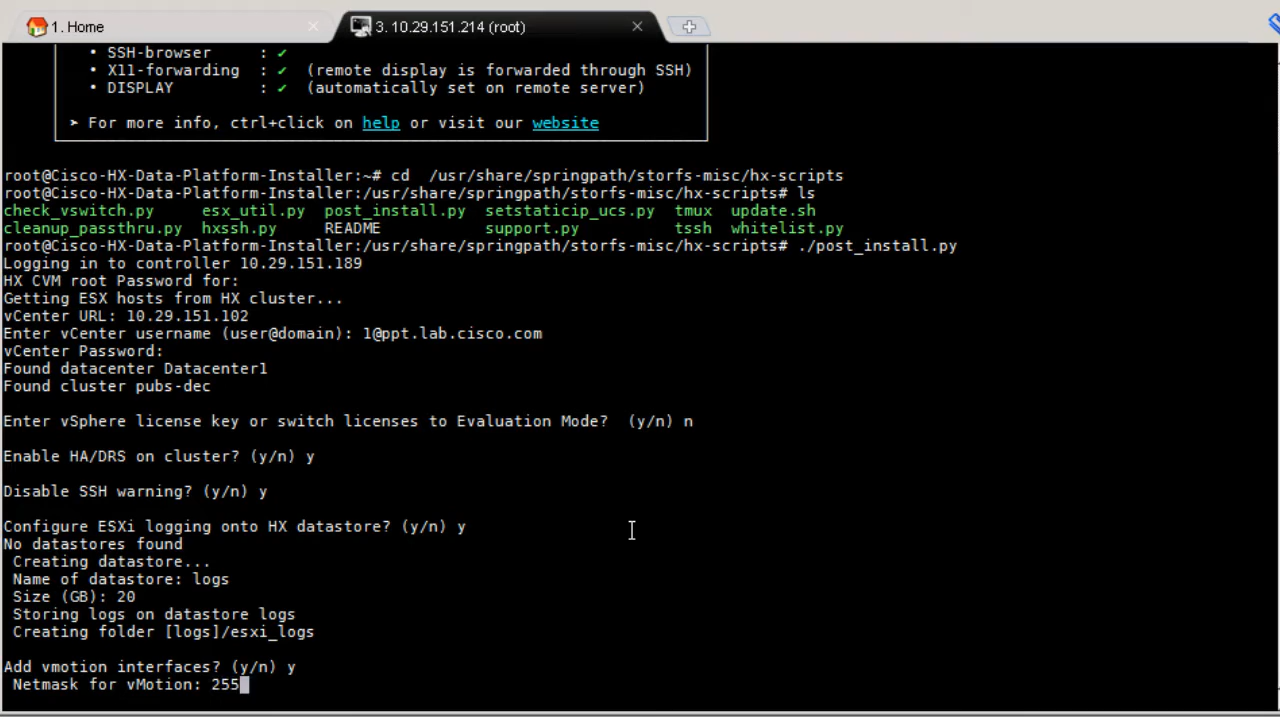 1. Home
3. 10.29.151.214 (root)
• SSH-browser : ✔
• X11-forwarding : ✔ (remote display is forwarded through SSH)
• DISPLAY : ✔ (automatically set on remote server)
➤ For more info, ctrl+click on help or visit our website
root@Cisco-HX-Data-Platform-Installer:~# cd /usr/share/springpath/storfs-misc/hx-scripts
root@Cisco-HX-Data-Platform-Installer:/usr/share/springpath/storfs-misc/hx-scripts# ls
check_vswitch.py esx_util.py post_install.py setstaticip_ucs.py tmux update.sh
cleanup_passthru.py hxssh.py README support.py tssh whitelist.py
root@Cisco-HX-Data-Platform-Installer:/usr/share/springpath/storfs-misc/hx-scripts# ./post_install.py
Logging in to controller 10.29.151.189
HX CVM root Password for:
Getting ESX hosts from HX cluster...
vCenter URL: 10.29.151.102
Enter vCenter username (user@domain): 1@ppt.lab.cisco.com
vCenter Password:
Found datacenter Datacenter1
Found cluster pubs-dec
Enter vSphere license key or switch licenses to Evaluation Mode? (y/n) n
Enable HA/DRS on cluster? (y/n) y
Disable SSH warning? (y/n) y
Configure ESXi logging onto HX datastore? (y/n) y
No datastores found
Creating datastore...
Name of datastore: logs
Size (GB): 20
Storing logs on datastore logs
Creating folder [logs]/esxi_logs
Add vmotion interfaces? (y/n) y
Netmask for vMotion: 255